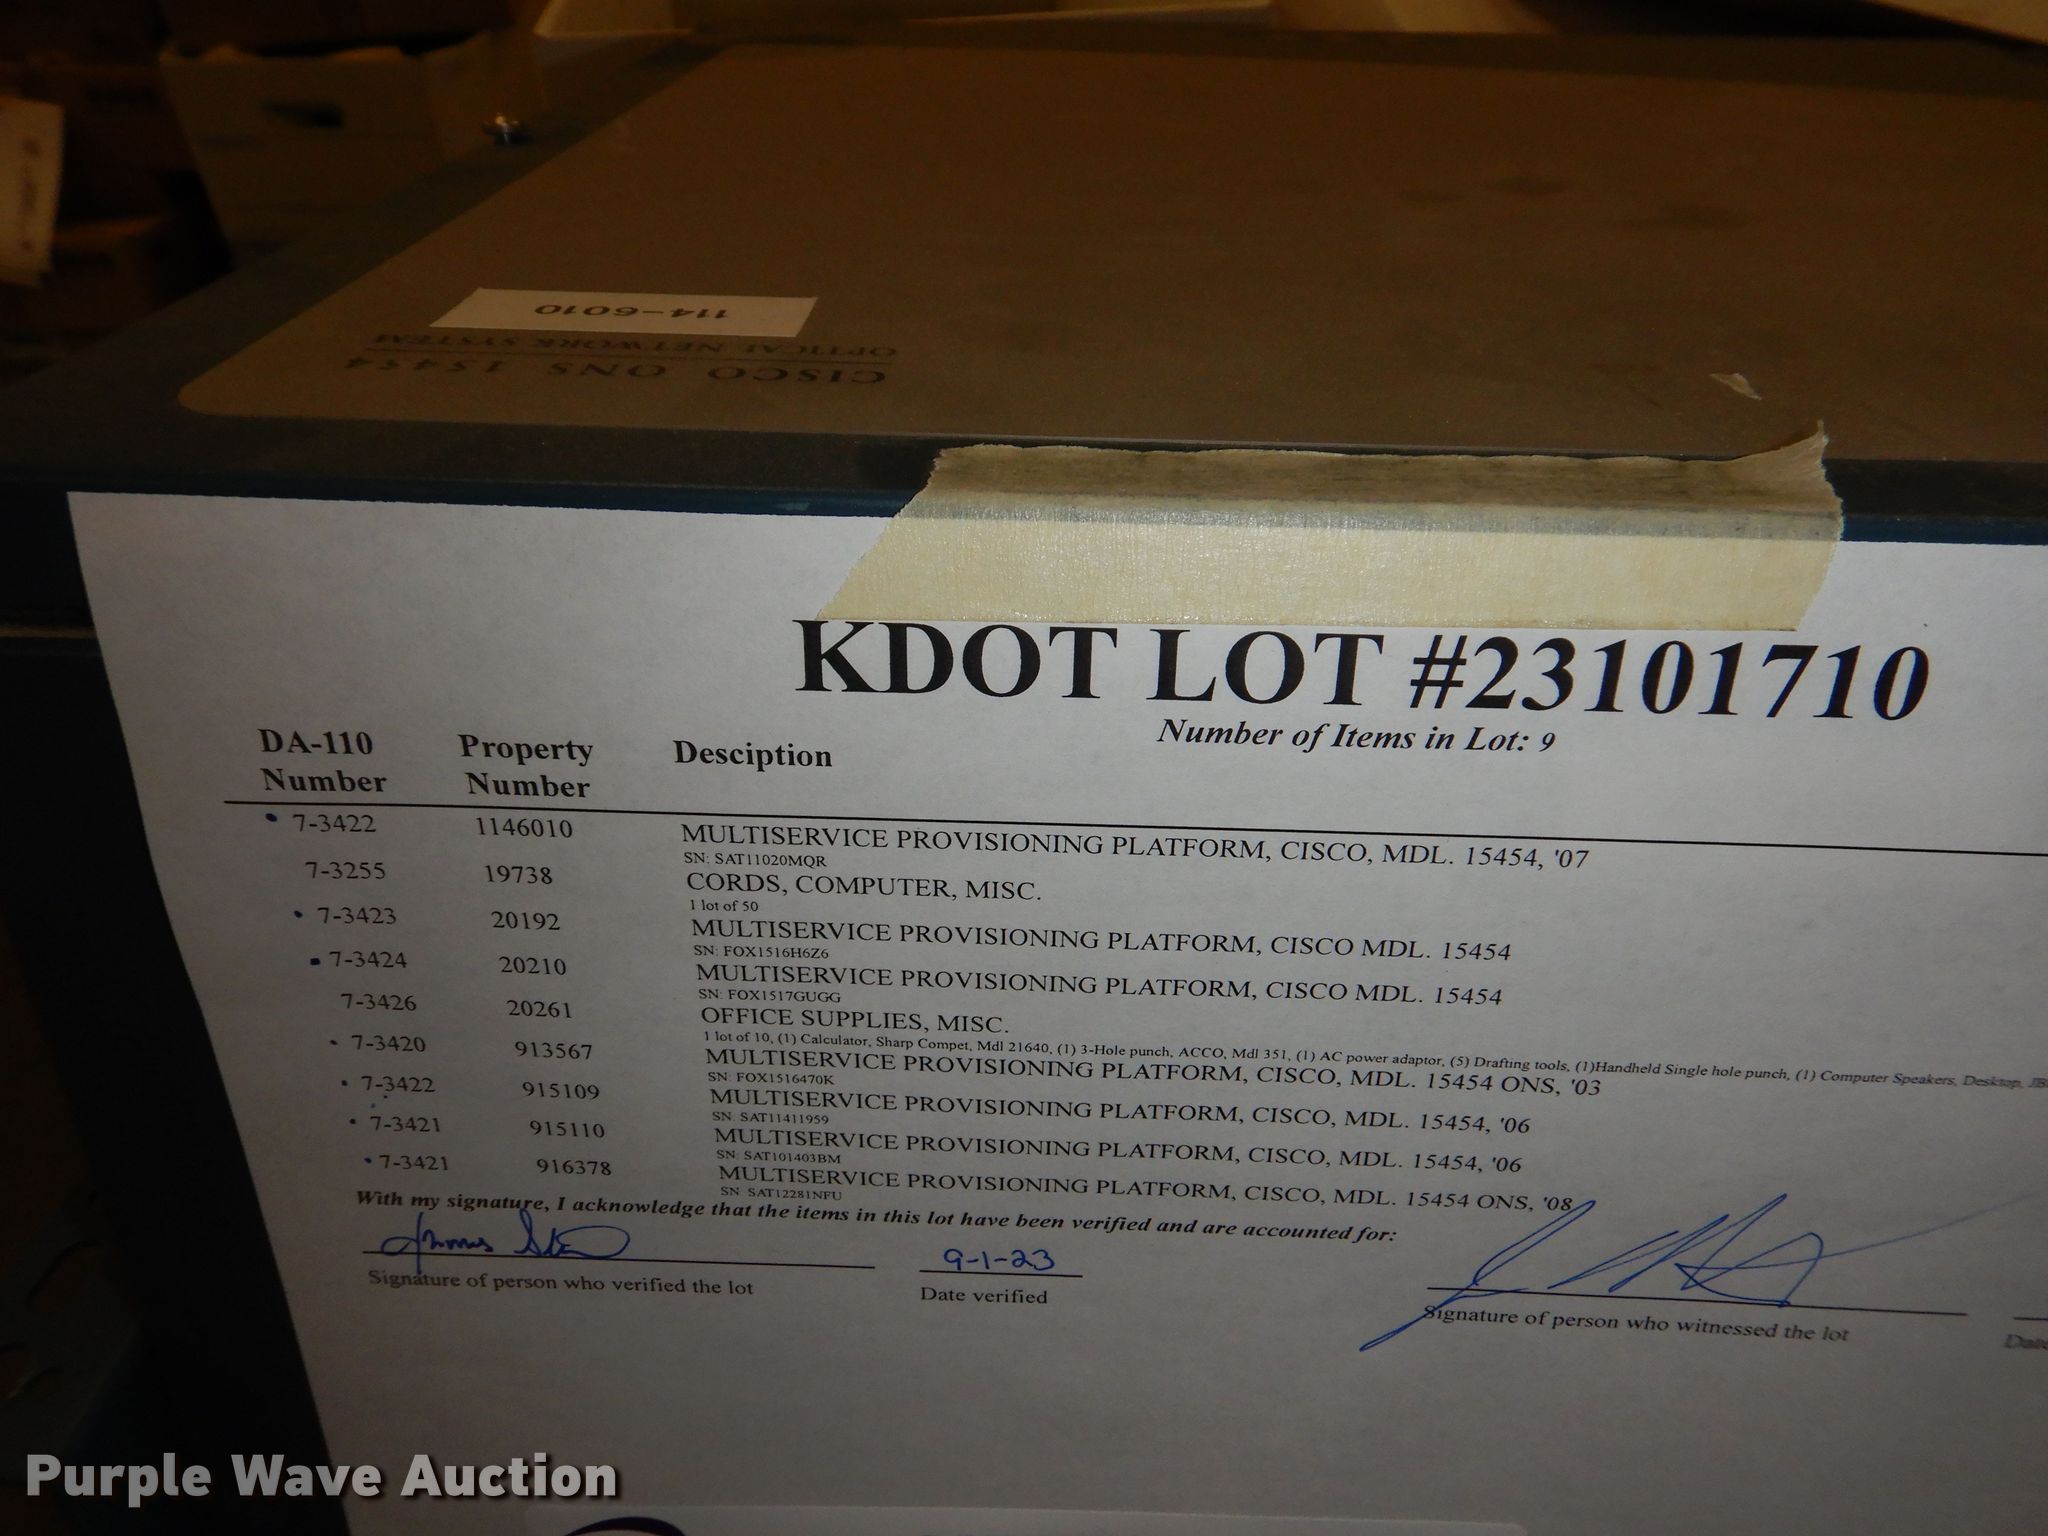 114-6010
OPTICAL NETWORK SYSTEM
CISCO ONS 15454
KDOT LOT #23101710
Number of Items in Lot: 9
DA-110 Number Property Number Desciption
7-3422 1146010 MULTISERVICE PROVISIONING PLATFORM, CISCO, MDL. 15454, '07
SN: SAT11020MQR
7-3255 19738 CORDS, COMPUTER, MISC.
1 lot of 50
7-3423 20192 MULTISERVICE PROVISIONING PLATFORM, CISCO MDL. 15454
SN: FOX1516H6Z6
7-3424 20210 MULTISERVICE PROVISIONING PLATFORM, CISCO MDL. 15454
SN: FOX1517GUGG
7-3426 20261 OFFICE SUPPLIES, MISC.
1 lot of 10, (1) Calculator, Sharp Compet, Mdl 21640, (1) 3-Hole punch, ACCO, Mdl 351, (1) AC power adaptor, (5) Drafting tools, (1)Handheld Single hole punch, (1) Computer Speakers, Desktop,
7-3420 913567 MULTISERVICE PROVISIONING PLATFORM, CISCO, MDL. 15454 ONS, '03
SN: FOX1516470K
7-3422 915109 MULTISERVICE PROVISIONING PLATFORM, CISCO, MDL. 15454, '06
SN: SAT11411959
7-3421 915110 MULTISERVICE PROVISIONING PLATFORM, CISCO, MDL. 15454, '06
SN: SAT101403BM
7-3421 916378 MULTISERVICE PROVISIONING PLATFORM, CISCO, MDL. 15454 ONS, '08
SN: SAT12281NFU
With my signature, I acknowledge that the items in this lot have been verified and are accounted for:
9-1-23
Signature of person who verified the lot Date verified Signature of person who witnessed the lot
Purple Wave Auction